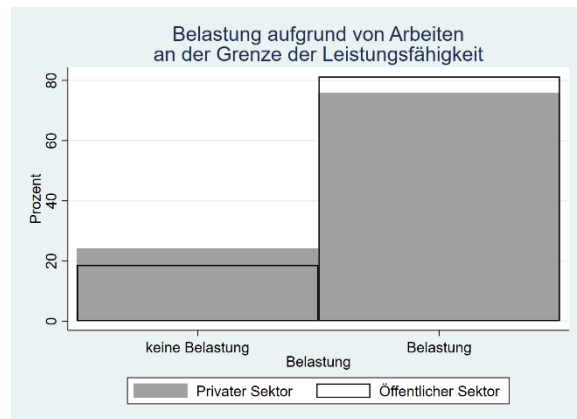 Belastung aufgrund von Arbeiten
an der Grenze der Leistungsfähigkeit
Prozent
80
60
40
20
0
keine Belastung
Belastung
Belastung
Privater Sektor
Öffentlicher Sektor